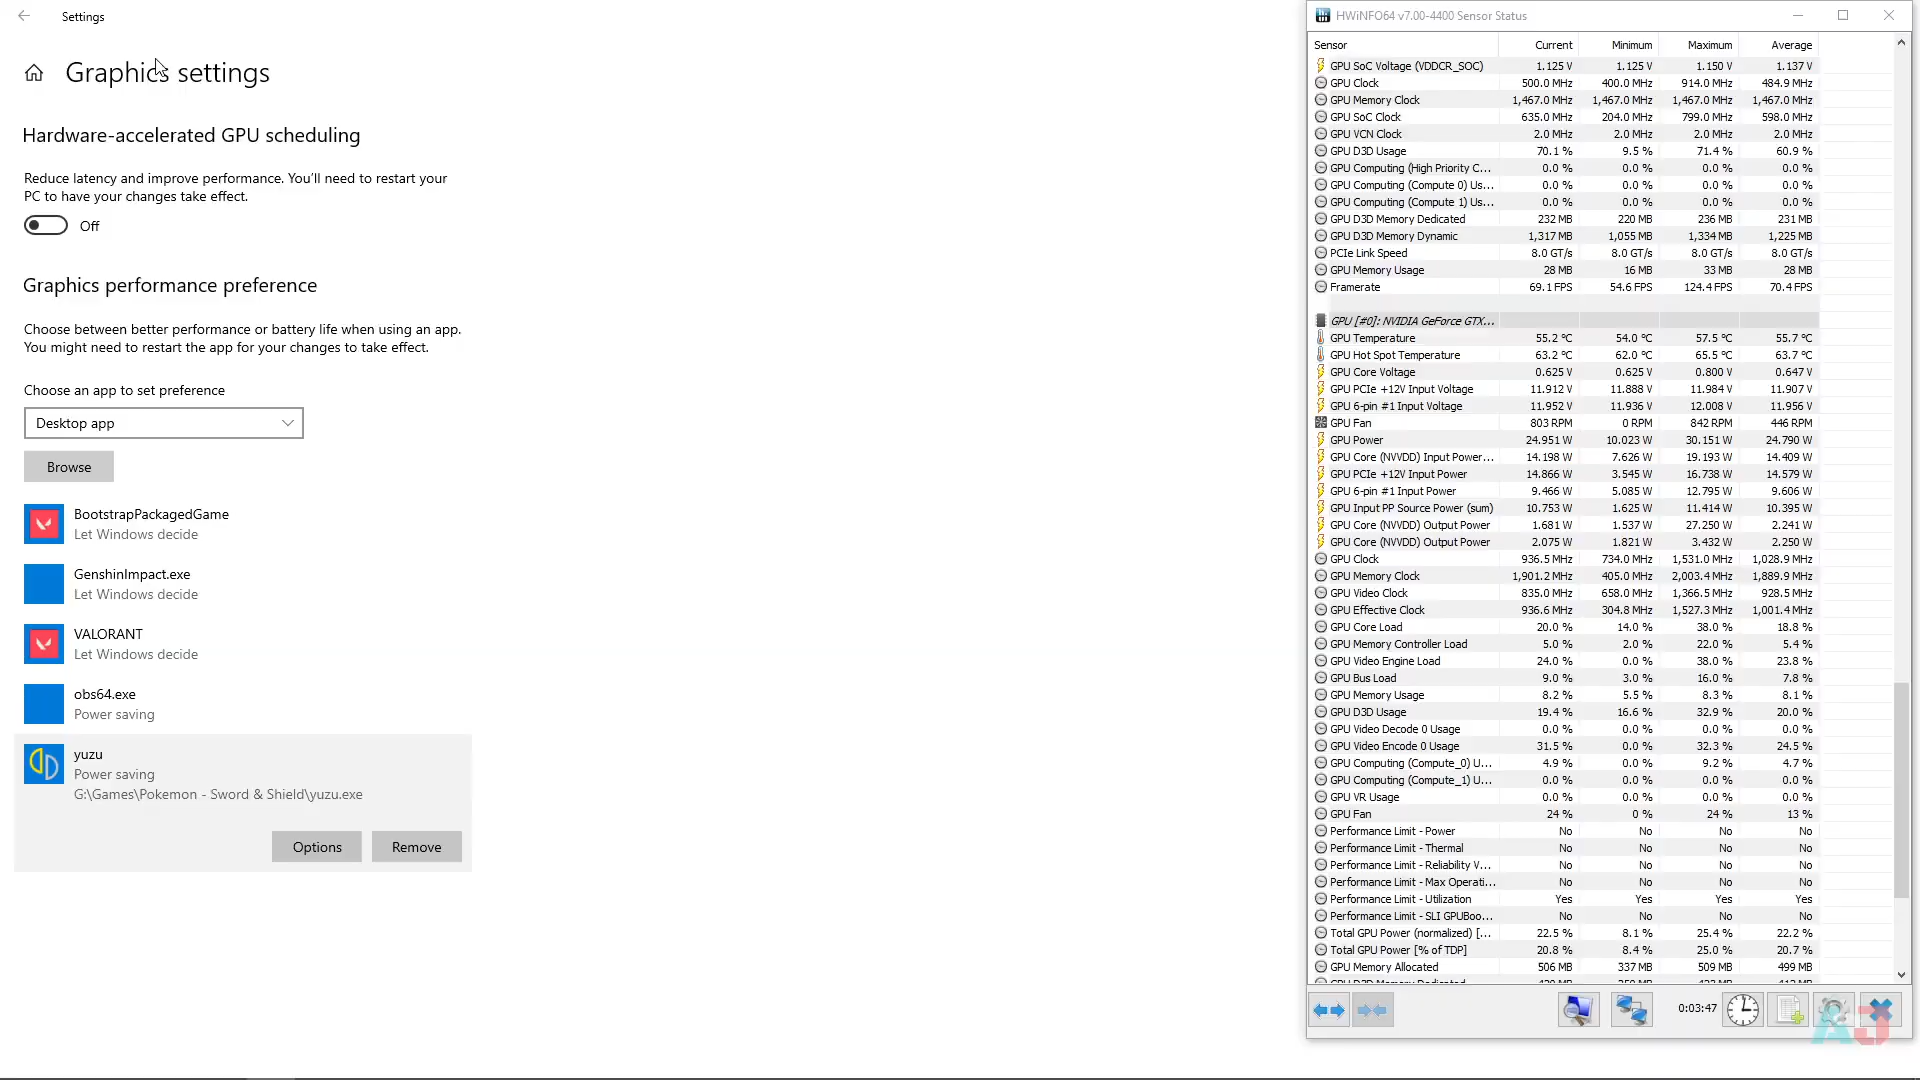 Settings
Graphics settings
Hardware-accelerated GPU scheduling
Reduce latency and improve performance. You'll need to restart your
PC to have your changes take effect.
Off
Graphics performance preference
Choose between better performance or battery life when using an app.
You might need to restart the app for your changes to take effect.
Choose an app to set preference
Desktop app
Browse
BootstrapPackagedGame
Let Windows decide
GenshinImpact.exe
Let Windows decide
VALORANT
Let Windows decide
obs64.exe
Power saving
yuzu
Power saving
G:\Games\Pokemon - Sword & Shield\yuzu.exe
Options Remove
HWiNFO64 v7.00-4400 Sensor Status
Sensor Current Minimum Maximum Average
GPU SoC Voltage (VDDCR_SOC) 1.125 V 1.125 V 1.150 V 1.137 V
GPU Clock 500.0 MHz 400.0 MHz 914.0 MHz 484.9 MHz
GPU Memory Clock 1,467.0 MHz 1,467.0 MHz 1,467.0 MHz 1,467.0 MHz
GPU SoC Clock 635.0 MHz 204.0 MHz 799.0 MHz 598.0 MHz
GPU VCN Clock 2.0 MHz 2.0 MHz 2.0 MHz 2.0 MHz
GPU D3D Usage 70.1 % 9.5 % 71.4 % 60.9 %
GPU Computing (High Priority C... 0.0 % 0.0 % 0.0 % 0.0 %
GPU Computing (Compute 0) Us... 0.0 % 0.0 % 0.0 % 0.0 %
GPU Computing (Compute 1) Us... 0.0 % 0.0 % 0.0 % 0.0 %
GPU D3D Memory Dedicated 232 MB 220 MB 236 MB 231 MB
GPU D3D Memory Dynamic 1,317 MB 1,055 MB 1,334 MB 1,225 MB
PCIe Link Speed 8.0 GT/s 8.0 GT/s 8.0 GT/s 8.0 GT/s
GPU Memory Usage 28 MB 16 MB 33 MB 28 MB
Framerate 69.1 FPS 54.6 FPS 124.4 FPS 70.4 FPS
GPU [#0]: NVIDIA GeForce GTX...
GPU Temperature 55.2 °C 54.0 °C 57.5 °C 55.7 °C
GPU Hot Spot Temperature 63.2 °C 62.0 °C 65.5 °C 63.7 °C
GPU Core Voltage 0.625 V 0.625 V 0.800 V 0.647 V
GPU PCIe +12V Input Voltage 11.912 V 11.888 V 11.984 V 11.907 V
GPU 6-pin #1 Input Voltage 11.952 V 11.936 V 12.008 V 11.956 V
GPU Fan 803 RPM 0 RPM 842 RPM 446 RPM
GPU Power 24.951 W 10.023 W 30.151 W 24.790 W
GPU Core (NVVDD) Input Power... 14.198 W 7.626 W 19.193 W 14.409 W
GPU PCIe +12V Input Power 14.866 W 3.545 W 16.738 W 14.579 W
GPU 6-pin #1 Input Power 9.466 W 5.085 W 12.795 W 9.606 W
GPU Input PP Source Power (sum) 10.753 W 1.625 W 11.414 W 10.395 W
GPU Core (NVVDD) Output Power 1.681 W 1.537 W 27.250 W 2.241 W
GPU Core (NVVDD) Output Power 2.075 W 1.821 W 3.432 W 2.250 W
GPU Clock 936.5 MHz 734.0 MHz 1,531.0 MHz 1,028.9 MHz
GPU Memory Clock 1,901.2 MHz 405.0 MHz 2,003.4 MHz 1,889.9 MHz
GPU Video Clock 835.0 MHz 658.0 MHz 1,366.5 MHz 928.5 MHz
GPU Effective Clock 936.6 MHz 304.8 MHz 1,527.3 MHz 1,001.4 MHz
GPU Core Load 20.0 % 14.0 % 38.0 % 18.8 %
GPU Memory Controller Load 5.0 % 2.0 % 22.0 % 5.4 %
GPU Video Engine Load 24.0 % 0.0 % 38.0 % 23.8 %
GPU Bus Load 9.0 % 3.0 % 16.0 % 7.8 %
GPU Memory Usage 8.2 % 5.5 % 8.3 % 8.1 %
GPU D3D Usage 19.4 % 16.6 % 32.9 % 20.0 %
GPU Video Decode 0 Usage 0.0 % 0.0 % 0.0 % 0.0 %
GPU Video Encode 0 Usage 31.5 % 0.0 % 32.3 % 24.5 %
GPU Computing (Compute_0) U... 4.9 % 0.0 % 9.2 % 4.7 %
GPU Computing (Compute_1) U... 0.0 % 0.0 % 0.0 % 0.0 %
GPU VR Usage 0.0 % 0.0 % 0.0 % 0.0 %
GPU Fan 24 % 0 % 24 % 13 %
Performance Limit - Power No No No No
Performance Limit - Thermal No No No No
Performance Limit - Reliability V... No No No No
Performance Limit - Max Operati... No No No No
Performance Limit - Utilization Yes Yes Yes Yes
Performance Limit - SLI GPUBoo... No No No No
Total GPU Power (normalized) [... 22.5 % 8.1 % 25.4 % 22.2 %
Total GPU Power [% of TDP] 20.8 % 8.4 % 25.0 % 20.7 %
GPU Memory Allocated 506 MB 337 MB 509 MB 499 MB
0:03:47
AJ